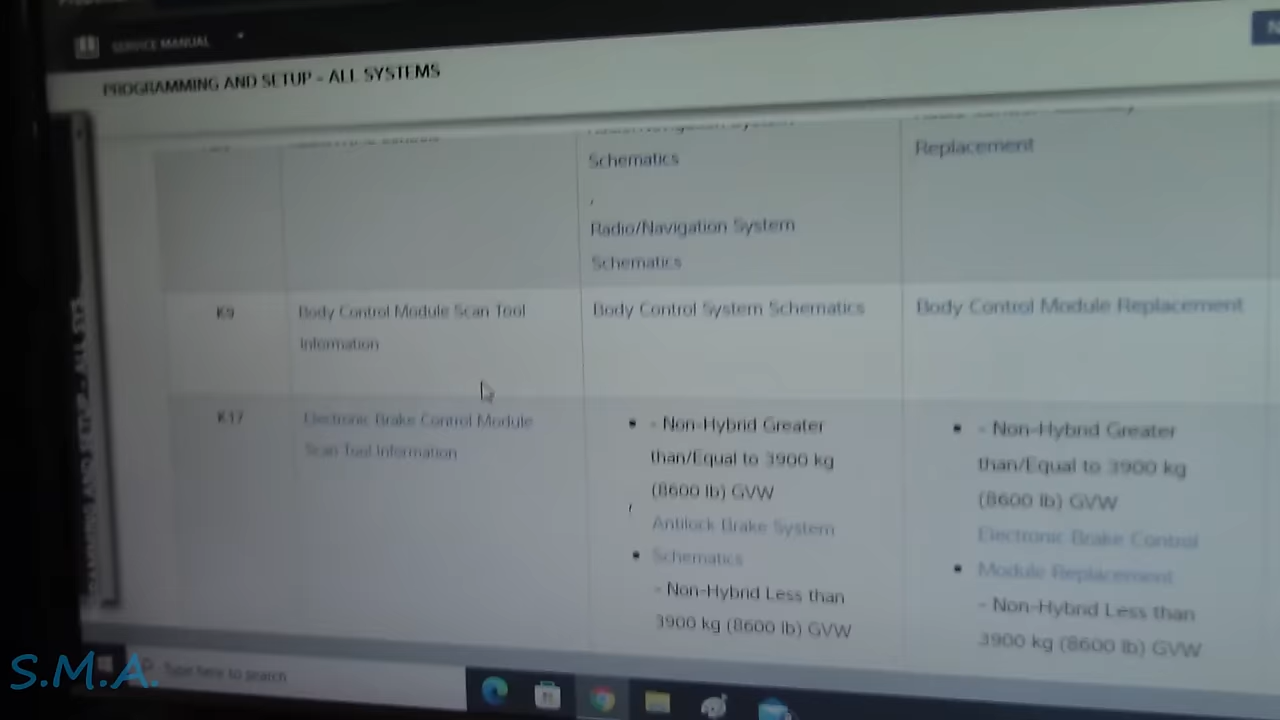 SERVICE MANUAL
PROGRAMMING AND SETUP - ALL SYSTEMS
Schematics
,
Radio/Navigation System
Schematics
Replacement
K9
Body Control Module Scan Tool
Information
Body Control System Schematics
Body Control Module Replacement
K17
Electronic Brake Control Module
Scan Tool Information
- Non-Hybrid Greater
than/Equal to 3900 kg
(8600 lb) GVW
,
Antilock Brake System
Schematics
- Non-Hybrid Less than
3900 kg (8600 lb) GVW
- Non-Hybrid Greater
than/Equal to 3900 kg
(8600 lb) GVW
Electronic Brake Control
Module Replacement
- Non-Hybrid Less than
3900 kg (8600 lb) GVW
Type here to search
S.M.A.